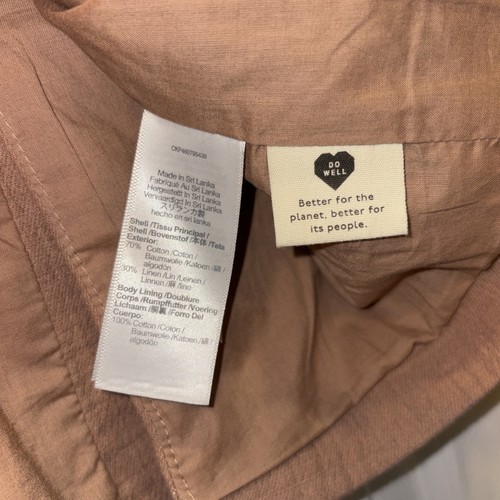 Made in Sri Lanka
Fabriqué Au Sri Lanka
Hergestellt In Sri Lanka
Vervaardigd In Sri Lanka
スリランカ製
hecho en sri lanka
Shell /Tissu Principal /
Shell /Bovenstof /本体 /Tela
Exterior:
70% Cotton /Coton /
Baumwolle /Katoen /綿 /
algodón
30% Linen /Lin /Leinen /
Linnen /麻 /lino
Body Lining /Doublure
Corps /Rumpffutter /Voering
Lichaam /胴裏 /Forro Del
Cuerpo:
100% Cotton /Coton /
Baumwolle /Katoen /綿 /
algodón
DO
WELL
Better for the
planet, better for
its people.